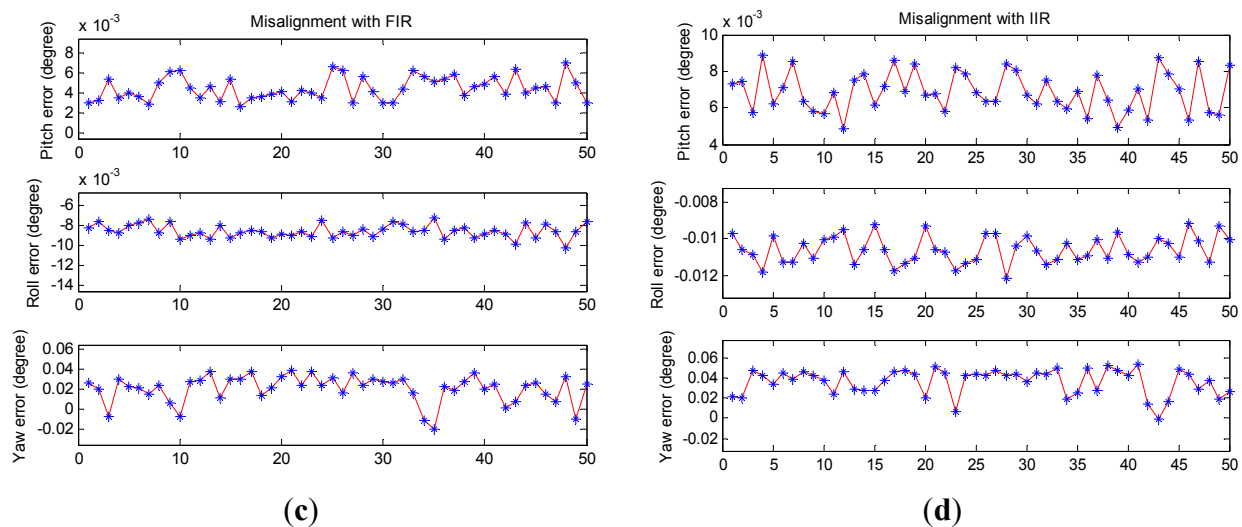 Misalignment with FIR
x 10^-3
Pitch error (degree)
8
6
4
2
0
0 10 20 30 40 50
x 10^-3
Roll error (degree)
-6
-8
-10
-12
-14
0 10 20 30 40 50
Yaw error (degree)
0.06
0.04
0.02
0
-0.02
0 10 20 30 40 50
(c)
Misalignment with IIR
x 10^-3
Pitch error (degree)
10
8
6
4
0 5 10 15 20 25 30 35 40 45 50
Roll error (degree)
-0.008
-0.01
-0.012
0 5 10 15 20 25 30 35 40 45 50
Yaw error (degree)
0.06
0.04
0.02
0
-0.02
0 5 10 15 20 25 30 35 40 45 50
(d)